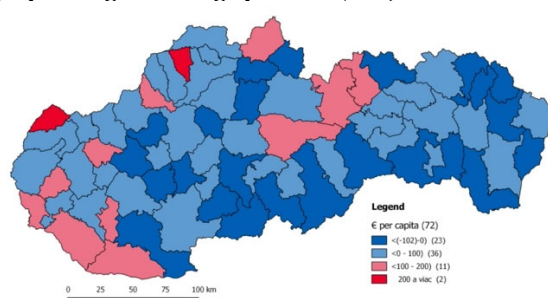 Legend
€ per capita (72)
<(-102)-0) (23)
<0 - 100) (36)
<100 - 200) (11)
200 a viac (2)
0 25 50 75 100 km